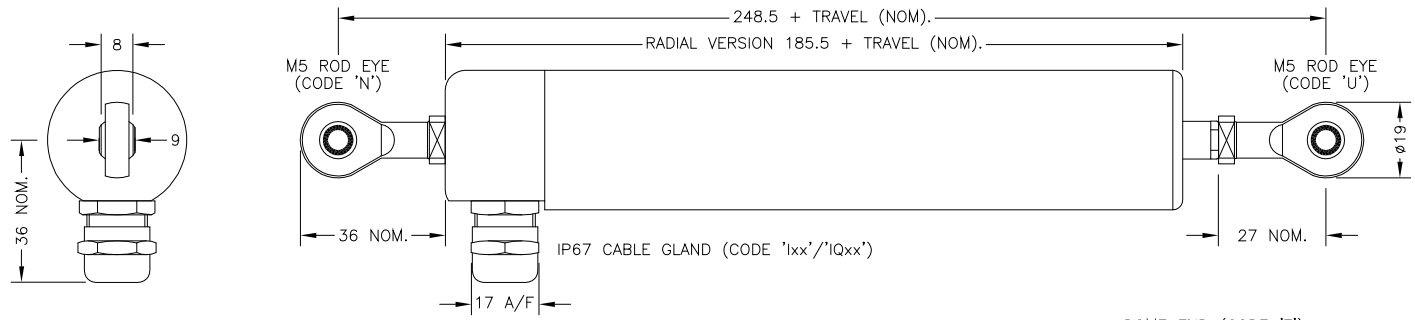 248.5 + TRAVEL (NOM).
RADIAL VERSION 185.5 + TRAVEL (NOM).
8
M5 ROD EYE
(CODE 'N')
M5 ROD EYE
(CODE 'U')
9
ø19
36 NOM.
36 NOM.
IP67 CABLE GLAND (CODE 'Ixx'/'IQxx')
27 NOM.
17 A/F